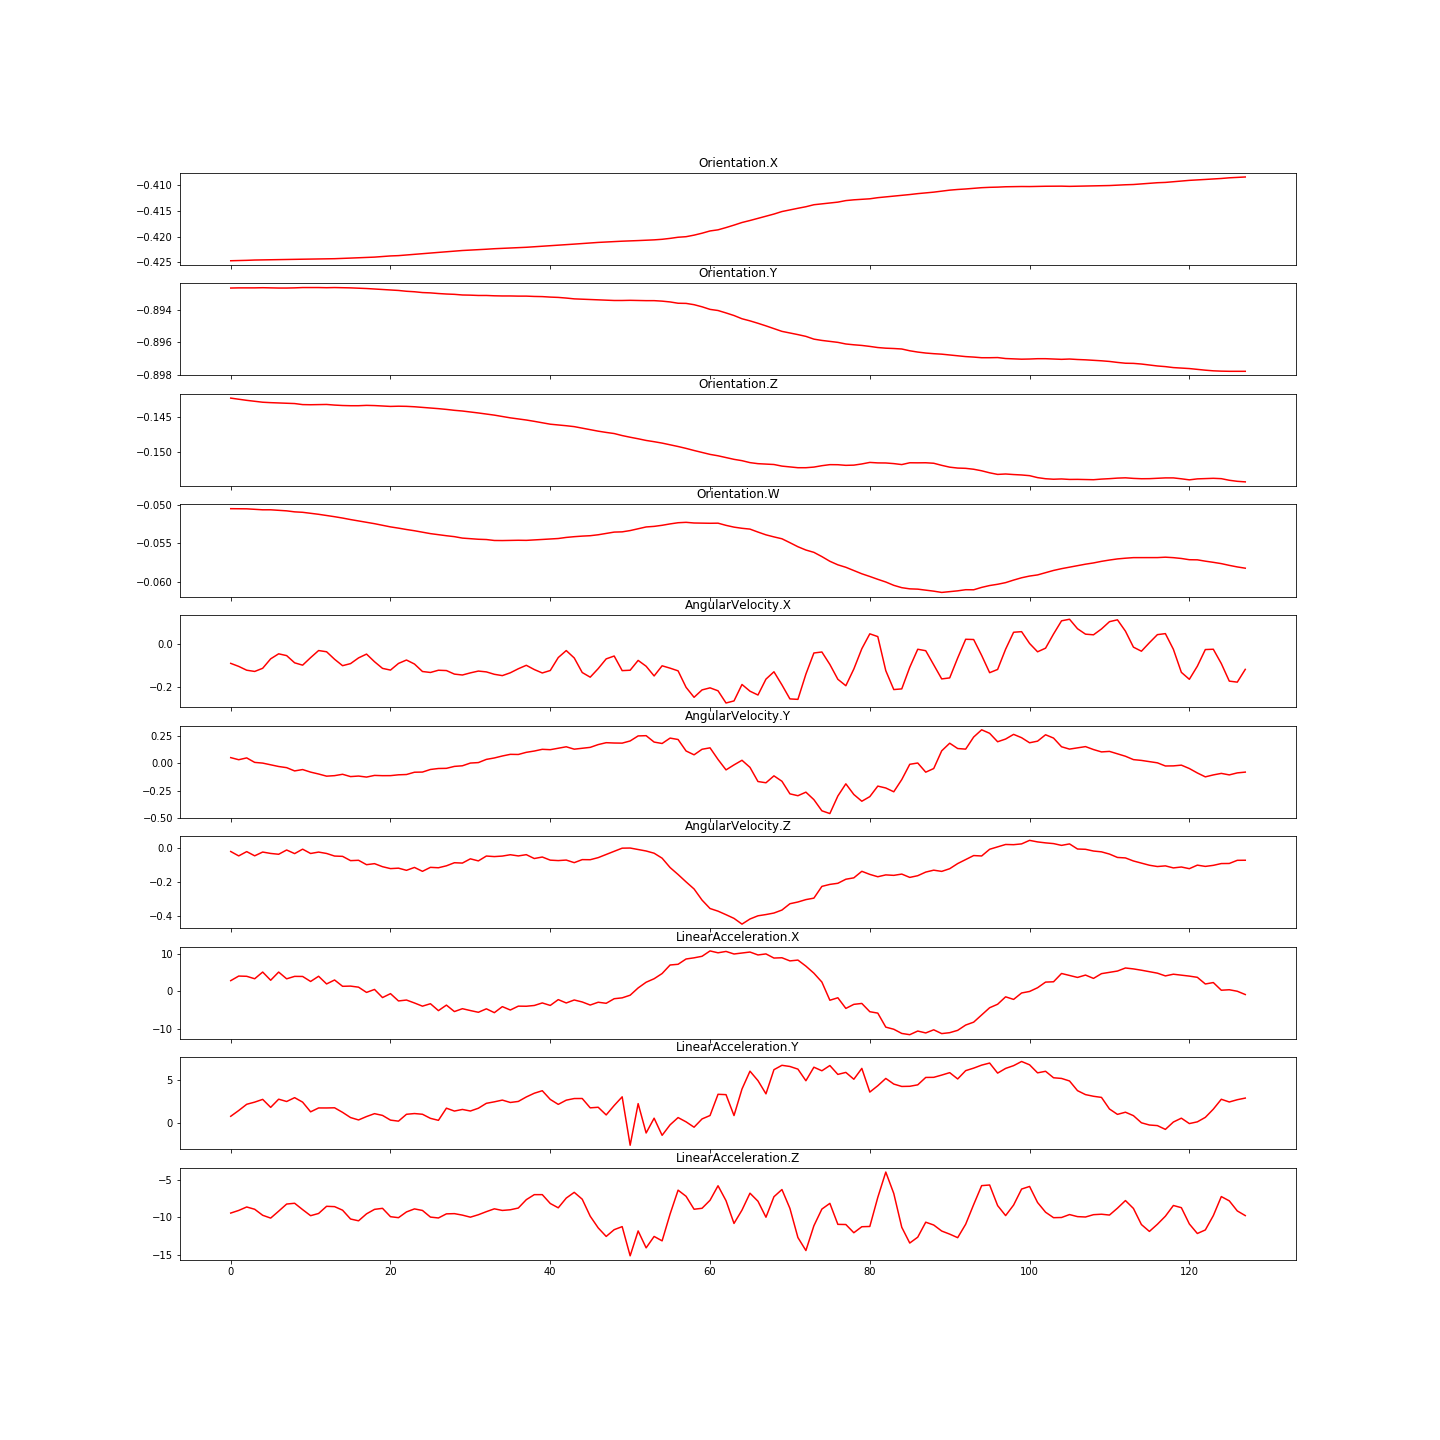 Orientation.X
−0.410
−0.415
−0.420
−0.425
Orientation.Y
−0.894
−0.896
−0.898
Orientation.Z
−0.145
−0.150
Orientation.W
−0.050
−0.055
−0.060
AngularVelocity.X
0.0
−0.2
AngularVelocity.Y
0.25
0.00
−0.25
−0.50
AngularVelocity.Z
0.0
−0.2
−0.4
LinearAcceleration.X
10
0
−10
LinearAcceleration.Y
5
0
LinearAcceleration.Z
−5
−10
−15
0 20 40 60 80 100 120